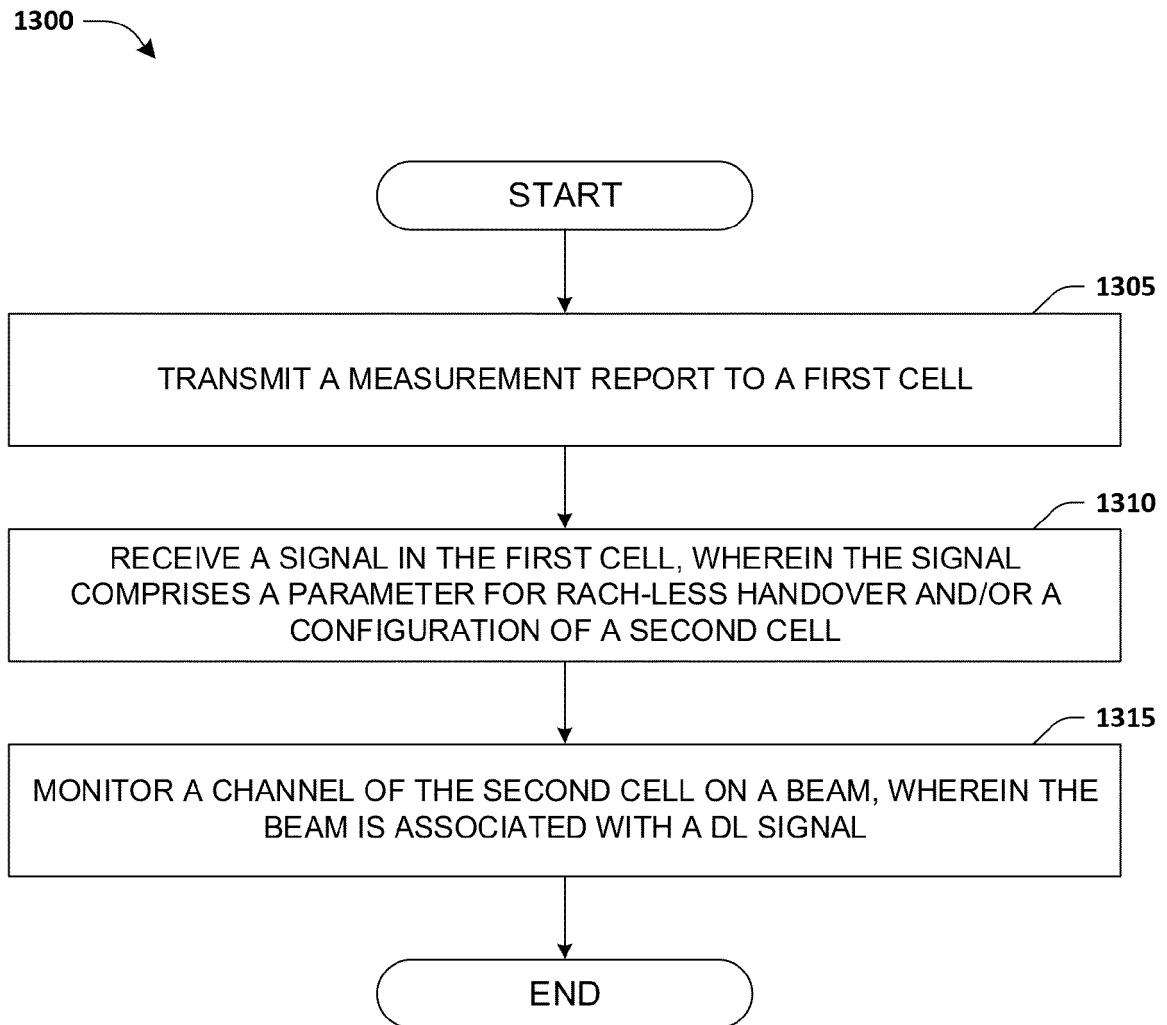 1300
START
1305
TRANSMIT A MEASUREMENT REPORT TO A FIRST CELL
1310
RECEIVE A SIGNAL IN THE FIRST CELL, WHEREIN THE SIGNAL
COMPRISES A PARAMETER FOR RACH-LESS HANDOVER AND/OR A
CONFIGURATION OF A SECOND CELL
1315
MONITOR A CHANNEL OF THE SECOND CELL ON A BEAM, WHEREIN THE
BEAM IS ASSOCIATED WITH A DL SIGNAL
END